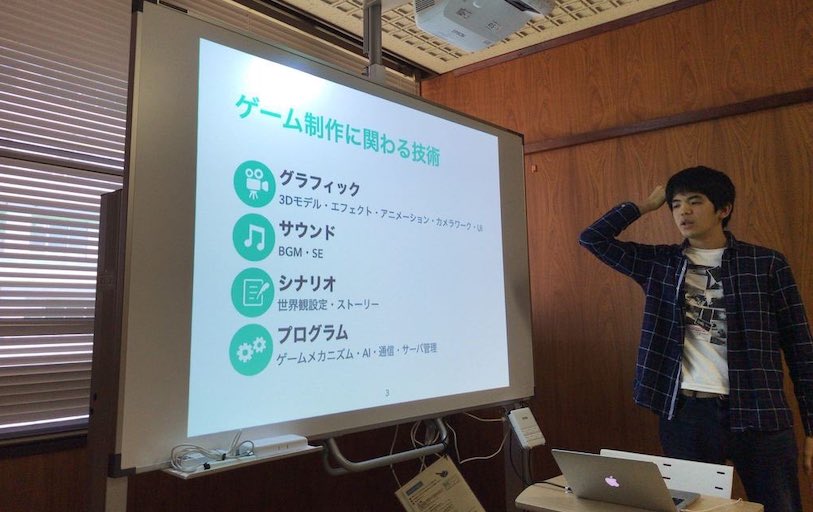 ゲーム制作に関わる技術
グラフィック
3Dモデル・エフェクト・アニメーション・カメラワーク・UI
サウンド
BGM・SE
シナリオ
世界観設定・ストーリー
プログラム
ゲームメカニズム・AI・通信・サーバ管理
3
EPSON